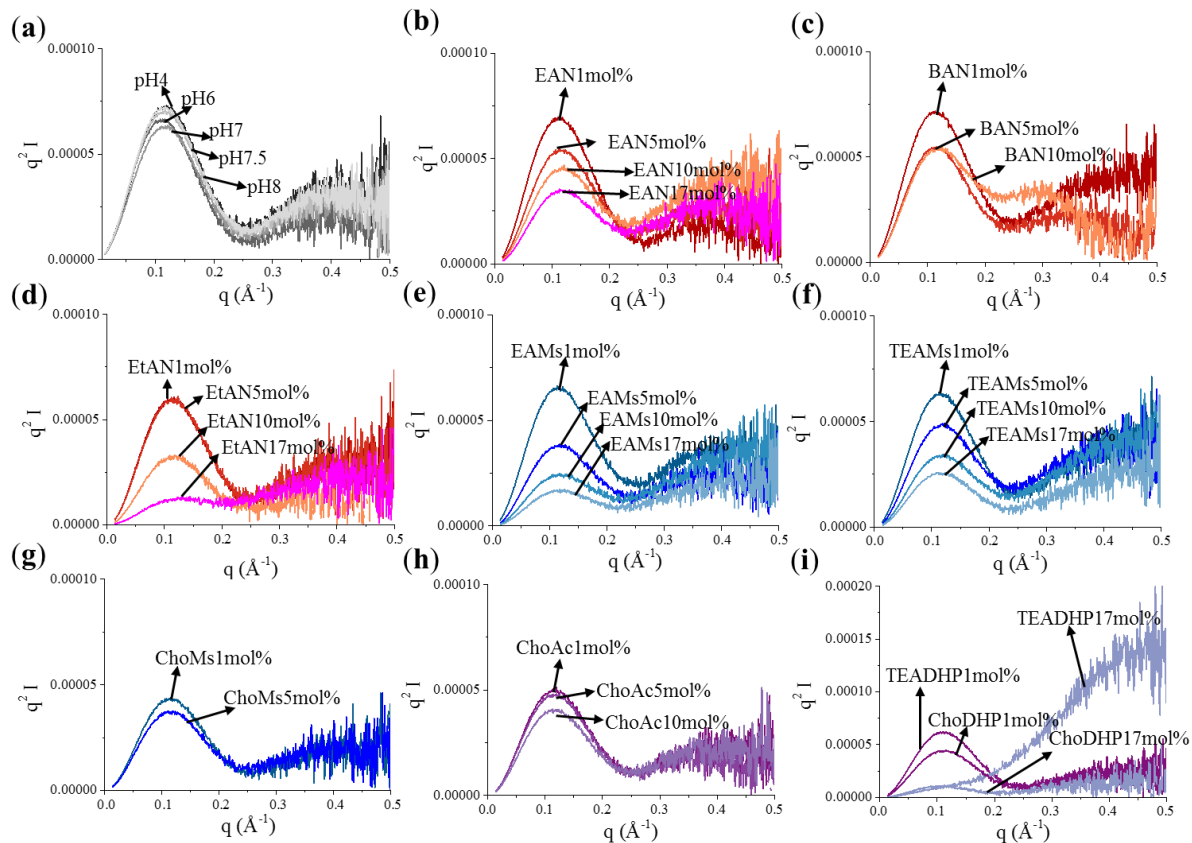 (a)
0.00010
0.00005
0.00000
q² I
pH4
pH6
pH7
pH7.5
pH8
0.1
0.2
0.3
0.4
0.5
q (Å⁻¹)
(b)
0.00010
0.00005
0.00000
q² I
EAN1mol%
EAN5mol%
EAN10mol%
EAN17mol%
0.0
0.1
0.2
0.3
0.4
0.5
q (Å⁻¹)
(c)
0.00010
0.00005
0.00000
q² I
BAN1mol%
BAN5mol%
BAN10mol%
0.0
0.1
0.2
0.3
0.4
0.5
q (Å⁻¹)
(d)
0.00010
0.00005
0.00000
q² I
EtAN1mol%
EtAN5mol%
EtAN10mol%
EtAN17mol%
0.0
0.1
0.2
0.3
0.4
0.5
q (Å⁻¹)
(e)
0.00010
0.00005
0.00000
q² I
EAMs1mol%
EAMs5mol%
EAMs10mol%
EAMs17mol%
0.0
0.1
0.2
0.3
0.4
0.5
q (Å⁻¹)
(f)
0.00010
0.00005
0.00000
q² I
TEAMs1mol%
TEAMs5mol%
TEAMs10mol%
TEAMs17mol%
0.0
0.1
0.2
0.3
0.4
0.5
q (Å⁻¹)
(g)
0.00010
0.00005
0.00000
q² I
ChoMs1mol%
ChoMs5mol%
0.0
0.1
0.2
0.3
0.4
0.5
q (Å⁻¹)
(h)
0.00010
0.00005
0.00000
q² I
ChoAc1mol%
ChoAc5mol%
ChoAc10mol%
0.0
0.1
0.2
0.3
0.4
0.5
q (Å⁻¹)
(i)
0.00020
0.00015
0.00010
0.00005
0.00000
q² I
TEADHP17mol%
TEADHP1mol%
ChoDHP1mol%
ChoDHP17mol%
0.0
0.1
0.2
0.3
0.4
0.5
q (Å⁻¹)